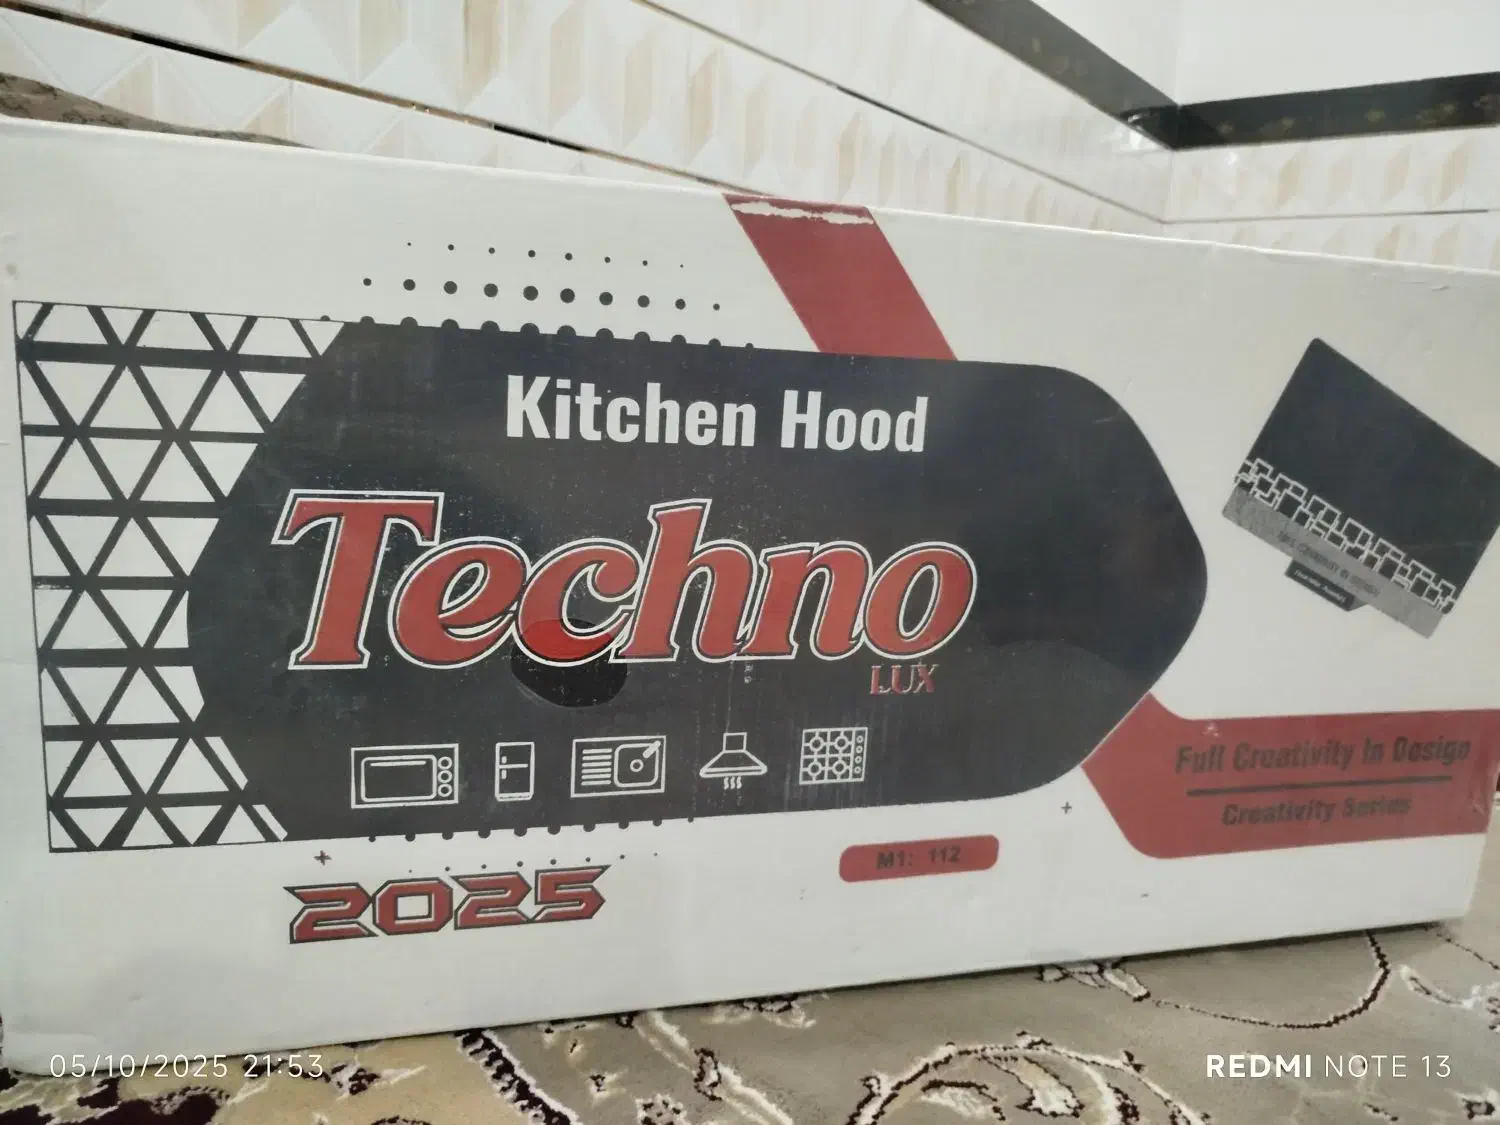 Kitchen Hood
Techno
LUX
2025
M1: 112
Full Creativity In Design
Creativity Series
05/10/2025 21:53
REDMI NOTE 13